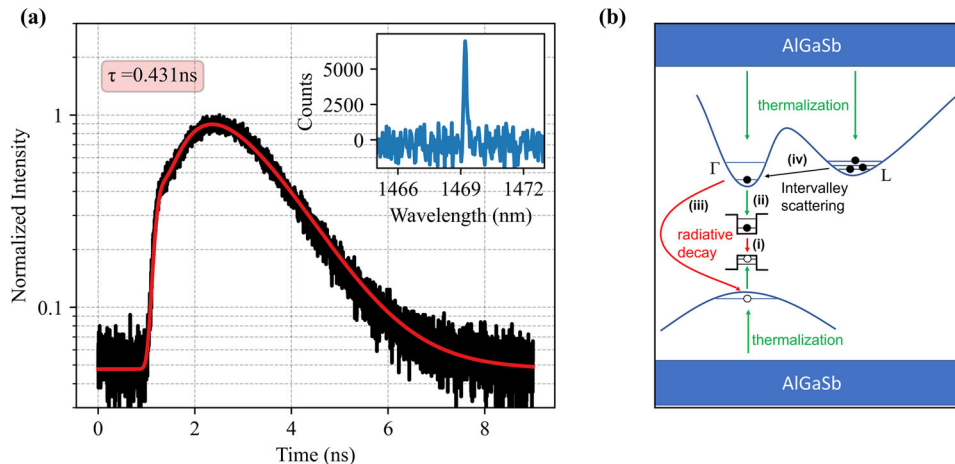 (a)
τ =0.431ns
Normalized Intensity
1
0.1
0
2
4
6
8
Time (ns)
Counts
5000
2500
0
1466
1469
1472
Wavelength (nm)
(b)
AlGaSb
thermalization
Γ
(iv)
L
Intervalley
scattering
(iii)
(ii)
radiative
decay
(i)
thermalization
AlGaSb